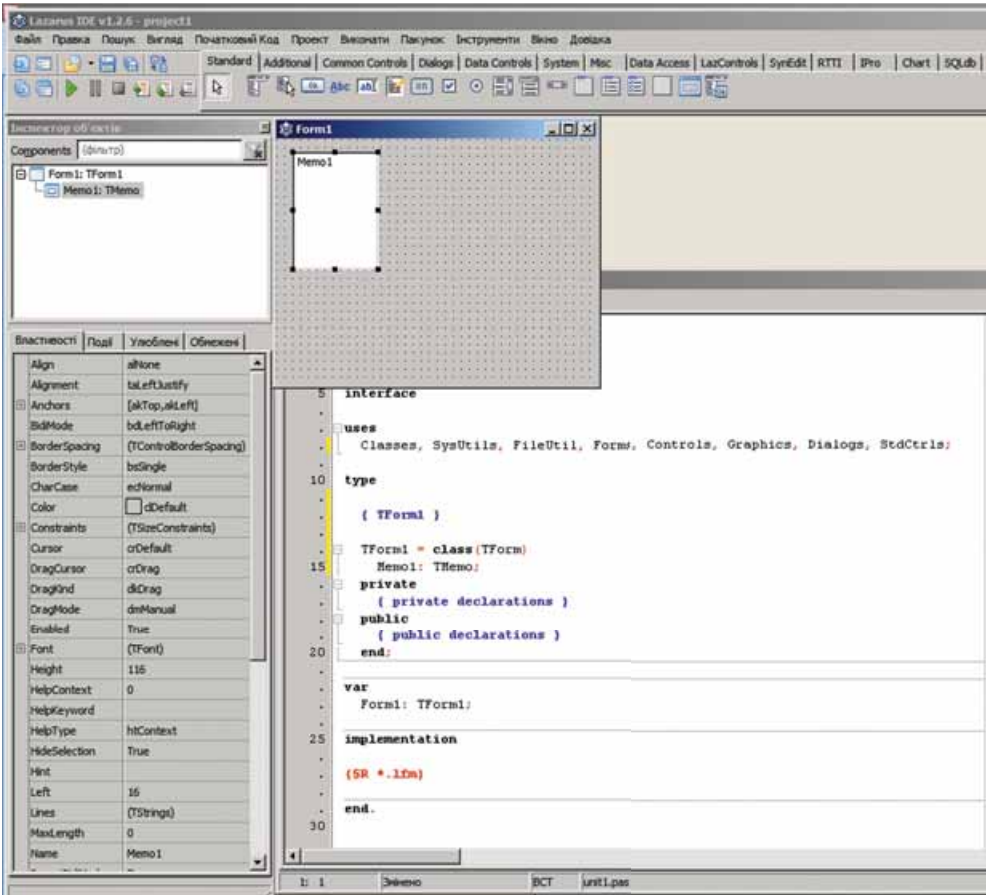 Lazarus IDE v1.2.6 - project1
Файл Правка Пошук Вигляд Початковий Код Проект Виконати Пакунок Інструменти Вікно Довідка
Standard Additional Common Controls Dialogs Data Controls System Misc Data Access LazControls SynEdit RTTI IPro Chart SQLdb
Abc
Інспектор об'єктів
Components (фільтр)
Form1: TForm1
Memo1: TMemo
Form1
Memo1
Властивості Події Улюблені Обмежені
Align alNone
Alignment taLeftJustify
Anchors [akTop,akLeft]
BidiMode bdLeftToRight
BorderSpacing (TControlBorderSpacing)
BorderStyle bsSingle
CharCase ecNormal
Color clDefault
Constraints (TSizeConstraints)
Cursor crDefault
DragCursor crDrag
DragKind dkDrag
DragMode dmManual
Enabled True
Font (TFont)
Height 116
HelpContext 0
HelpKeyword
HelpType htContext
HideSelection True
Hint
Left 16
Lines (TStrings)
MaxLength 0
Name Memo1
5 interface
uses
Classes, SysUtils, FileUtil, Forms, Controls, Graphics, Dialogs, StdCtrls;
10 type
{ TForm1 }
TForm1 = class(TForm)
15 Memo1: TMemo;
private
{ private declarations }
public
{ public declarations }
20 end;
var
Form1: TForm1;
25 implementation
{$R *.lfm}
end.
30
1: 1 Змінено ВСТ unit1.pas